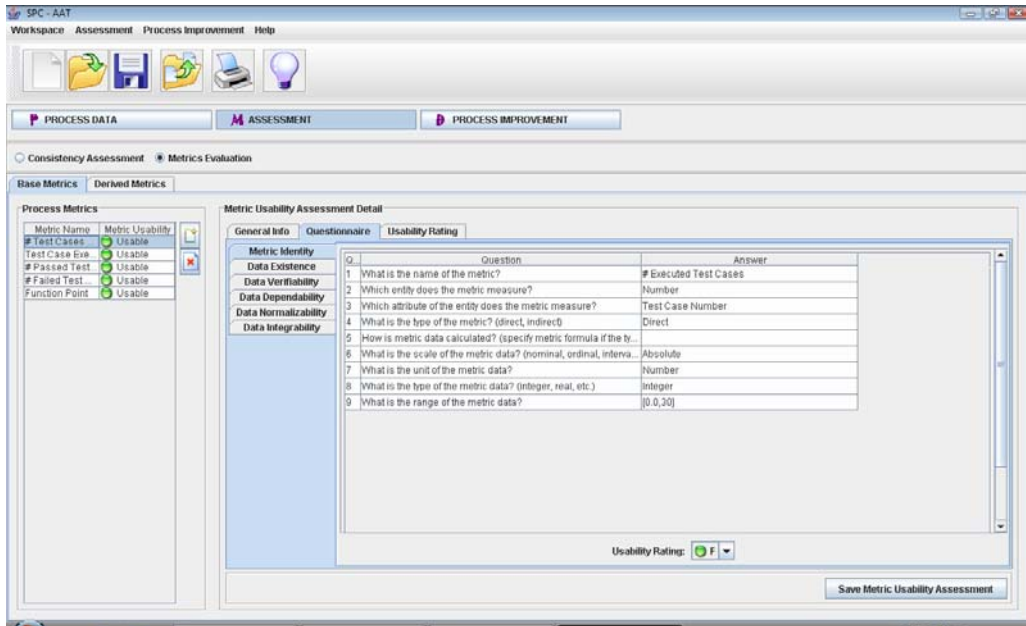 SPC - AAT
Workspace Assessment Process Improvement Help
P PROCESS DATA M ASSESSMENT PROCESS IMPROVEMENT
Consistency Assessment Metrics Evaluation
Base Metrics Derived Metrics
Process Metrics
Metric Name Metric Usability
# Test Cases ... Usable
Test Case Exe... Usable
# Passed Test... Usable
# Failed Test ... Usable
Function Point Usable
Metric Usability Assessment Detail
General Info Questionnaire Usability Rating
Metric Identity
Data Existence
Data Verifiability
Data Dependability
Data Normalizability
Data Integrability
Q... Question Answer
1 What is the name of the metric? # Executed Test Cases
2 Which entity does the metric measure? Number
3 Which attribute of the entity does the metric measure? Test Case Number
4 What is the type of the metric? (direct, indirect) Direct
5 How is metric data calculated? (specify metric formula if the ty...
6 What is the scale of the metric data? (nominal, ordinal, interva... Absolute
7 What is the unit of the metric data? Number
8 What is the type of the metric data? (integer, real, etc.) Integer
9 What is the range of the metric data? [0.0,30]
Usability Rating: F
Save Metric Usability Assessment